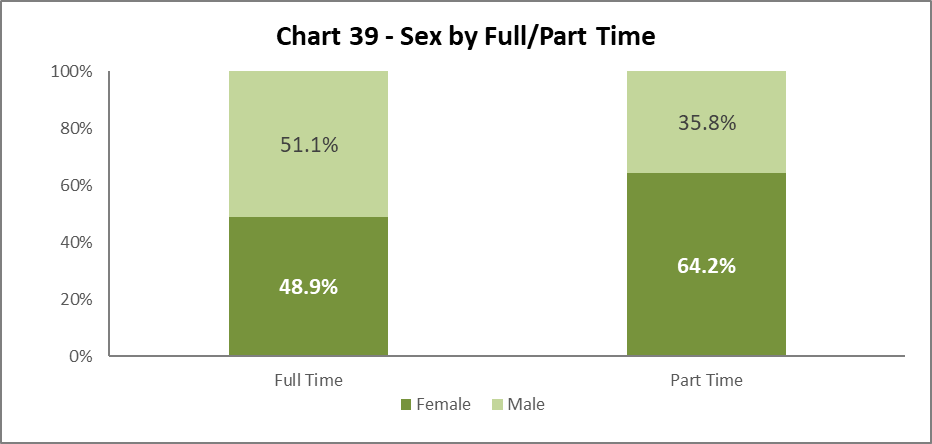 Chart 39 - Sex by Full/Part Time
100%
80%
60%
40%
20%
0%
51.1%
35.8%
48.9%
64.2%
Full Time
Part Time
Female
Male